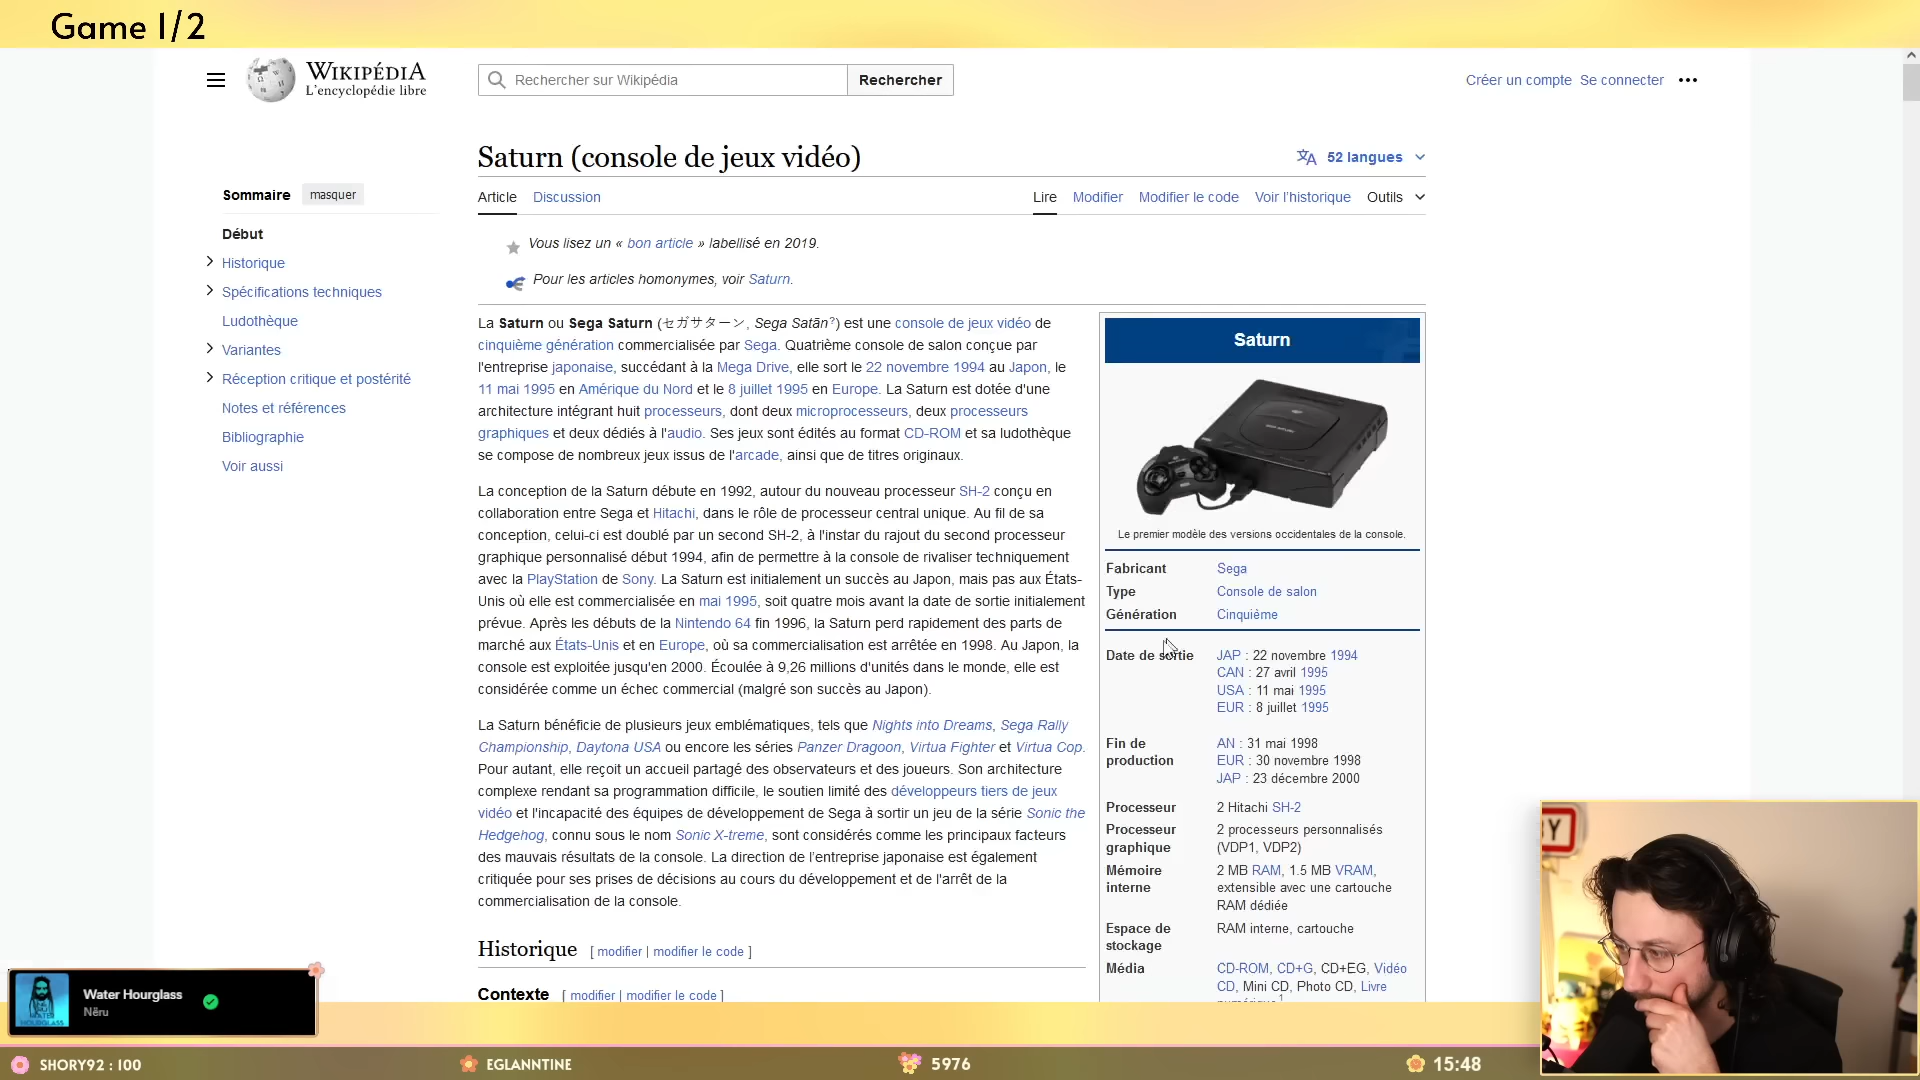 Game 1/2
WIKIPÉDIA
L'encyclopédie libre
Rechercher sur Wikipédia
Rechercher
Créer un compte Se connecter
Saturn (console de jeux vidéo)
52 langues
Sommaire masquer
Article Discussion
Lire Modifier Modifier le code Voir l'historique Outils
Début
Historique
Spécifications techniques
Ludothèque
Variantes
Réception critique et postérité
Notes et références
Bibliographie
Voir aussi
Vous lisez un « bon article » labellisé en 2019.
Pour les articles homonymes, voir Saturn.
La Saturn ou Sega Saturn (セガサターン, Sega Satān?) est une console de jeux vidéo de
cinquième génération commercialisée par Sega. Quatrième console de salon conçue par
l'entreprise japonaise, succédant à la Mega Drive, elle sort le 22 novembre 1994 au Japon, le
11 mai 1995 en Amérique du Nord et le 8 juillet 1995 en Europe. La Saturn est dotée d'une
architecture intégrant huit processeurs, dont deux microprocesseurs, deux processeurs
graphiques et deux dédiés à l'audio. Ses jeux sont édités au format CD-ROM et sa ludothèque
se compose de nombreux jeux issus de l'arcade, ainsi que de titres originaux.
La conception de la Saturn débute en 1992, autour du nouveau processeur SH-2 conçu en
collaboration entre Sega et Hitachi, dans le rôle de processeur central unique. Au fil de sa
conception, celui-ci est doublé par un second SH-2, à l'instar du rajout du second processeur
graphique personnalisé début 1994, afin de permettre à la console de rivaliser techniquement
avec la PlayStation de Sony. La Saturn est initialement un succès au Japon, mais pas aux États-
Unis où elle est commercialisée en mai 1995, soit quatre mois avant la date de sortie initialement
prévue. Après les débuts de la Nintendo 64 fin 1996, la Saturn perd rapidement des parts de
marché aux États-Unis et en Europe, où sa commercialisation est arrêtée en 1998. Au Japon, la
console est exploitée jusqu'en 2000. Écoulée à 9,26 millions d'unités dans le monde, elle est
considérée comme un échec commercial (malgré son succès au Japon).
La Saturn bénéficie de plusieurs jeux emblématiques, tels que Nights into Dreams, Sega Rally
Championship, Daytona USA ou encore les séries Panzer Dragoon, Virtua Fighter et Virtua Cop.
Pour autant, elle reçoit un accueil partagé des observateurs et des joueurs. Son architecture
complexe rendant sa programmation difficile, le soutien limité des développeurs tiers de jeux
vidéo et l'incapacité des équipes de développement de Sega à sortir un jeu de la série Sonic the
Hedgehog, connu sous le nom Sonic X-treme, sont considérés comme les principaux facteurs
des mauvais résultats de la console. La direction de l'entreprise japonaise est également
critiquée pour ses prises de décisions au cours du développement et de l'arrêt de la
commercialisation de la console.
Historique [ modifier | modifier le code ]
Contexte [ modifier | modifier le code ]
Saturn
Le premier modèle des versions occidentales de la console.
Fabricant Sega
Type Console de salon
Génération Cinquième
Date de sortie JAP : 22 novembre 1994
CAN : 27 avril 1995
USA : 11 mai 1995
EUR : 8 juillet 1995
Fin de production AN : 31 mai 1998
EUR : 30 novembre 1998
JAP : 23 décembre 2000
Processeur 2 Hitachi SH-2
Processeur graphique 2 processeurs personnalisés
(VDP1, VDP2)
Mémoire interne 2 MB RAM, 1.5 MB VRAM,
extensible avec une cartouche
RAM dédiée
Espace de stockage RAM interne, cartouche
Média CD-ROM, CD+G, CD+EG, Vidéo
CD, Mini CD, Photo CD, Livre
Water Hourglass
Nëru
SHORY92 : 100
EGLANNTINE
5976
15:48